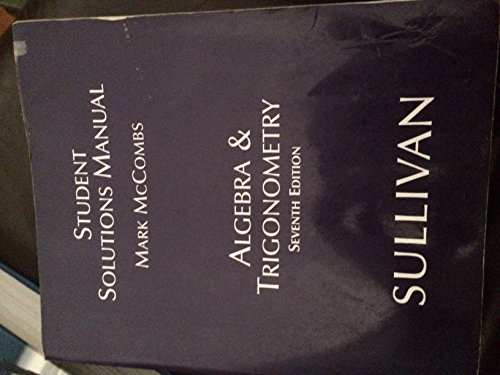 STUDENT
SOLUTIONS MANUAL
MARK MCCOMBS
ALGEBRA &
TRIGONOMETRY
SEVENTH EDITION
SULLIVAN